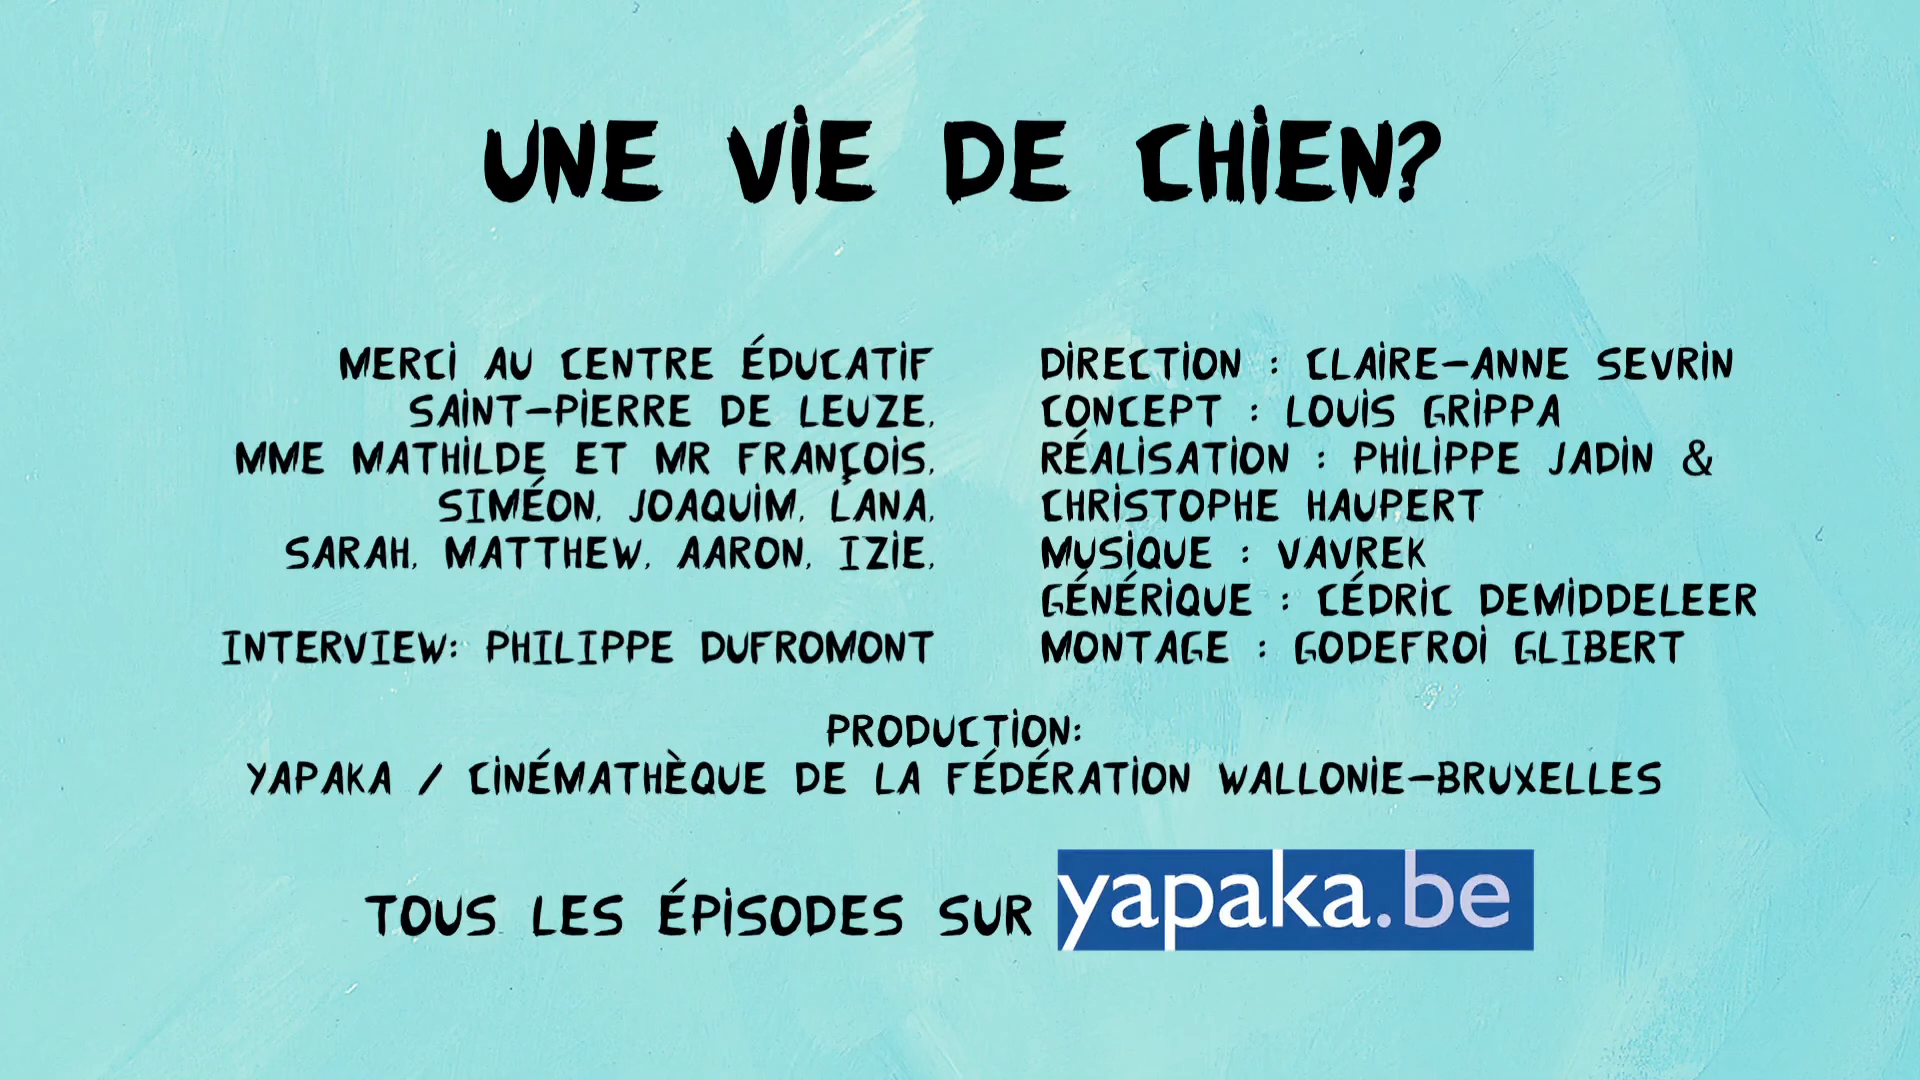 UNE VIE DE CHIEN?
MERCI AU CENTRE ÉDUCATIF
SAINT-PIERRE DE LEUZE,
MME MATHILDE ET MR FRANÇOIS,
SIMÉON, JOAQUIM, LANA,
SARAH, MATTHEW, AARON, IZIE,
INTERVIEW: PHILIPPE DUFROMONT
DIRECTION : CLAIRE-ANNE SEVRIN
CONCEPT : LOUIS GRIPPA
RÉALISATION : PHILIPPE JADIN &
CHRISTOPHE HAUPERT
MUSIQUE : VAVREK
GÉNÉRIQUE : CÉDRIC DEMIDDELEER
MONTAGE : GODEFROI GLIBERT
PRODUCTION:
YAPAKA / CINÉMATHÈQUE DE LA FÉDÉRATION WALLONIE-BRUXELLES
TOUS LES ÉPISODES SUR yapaka.be